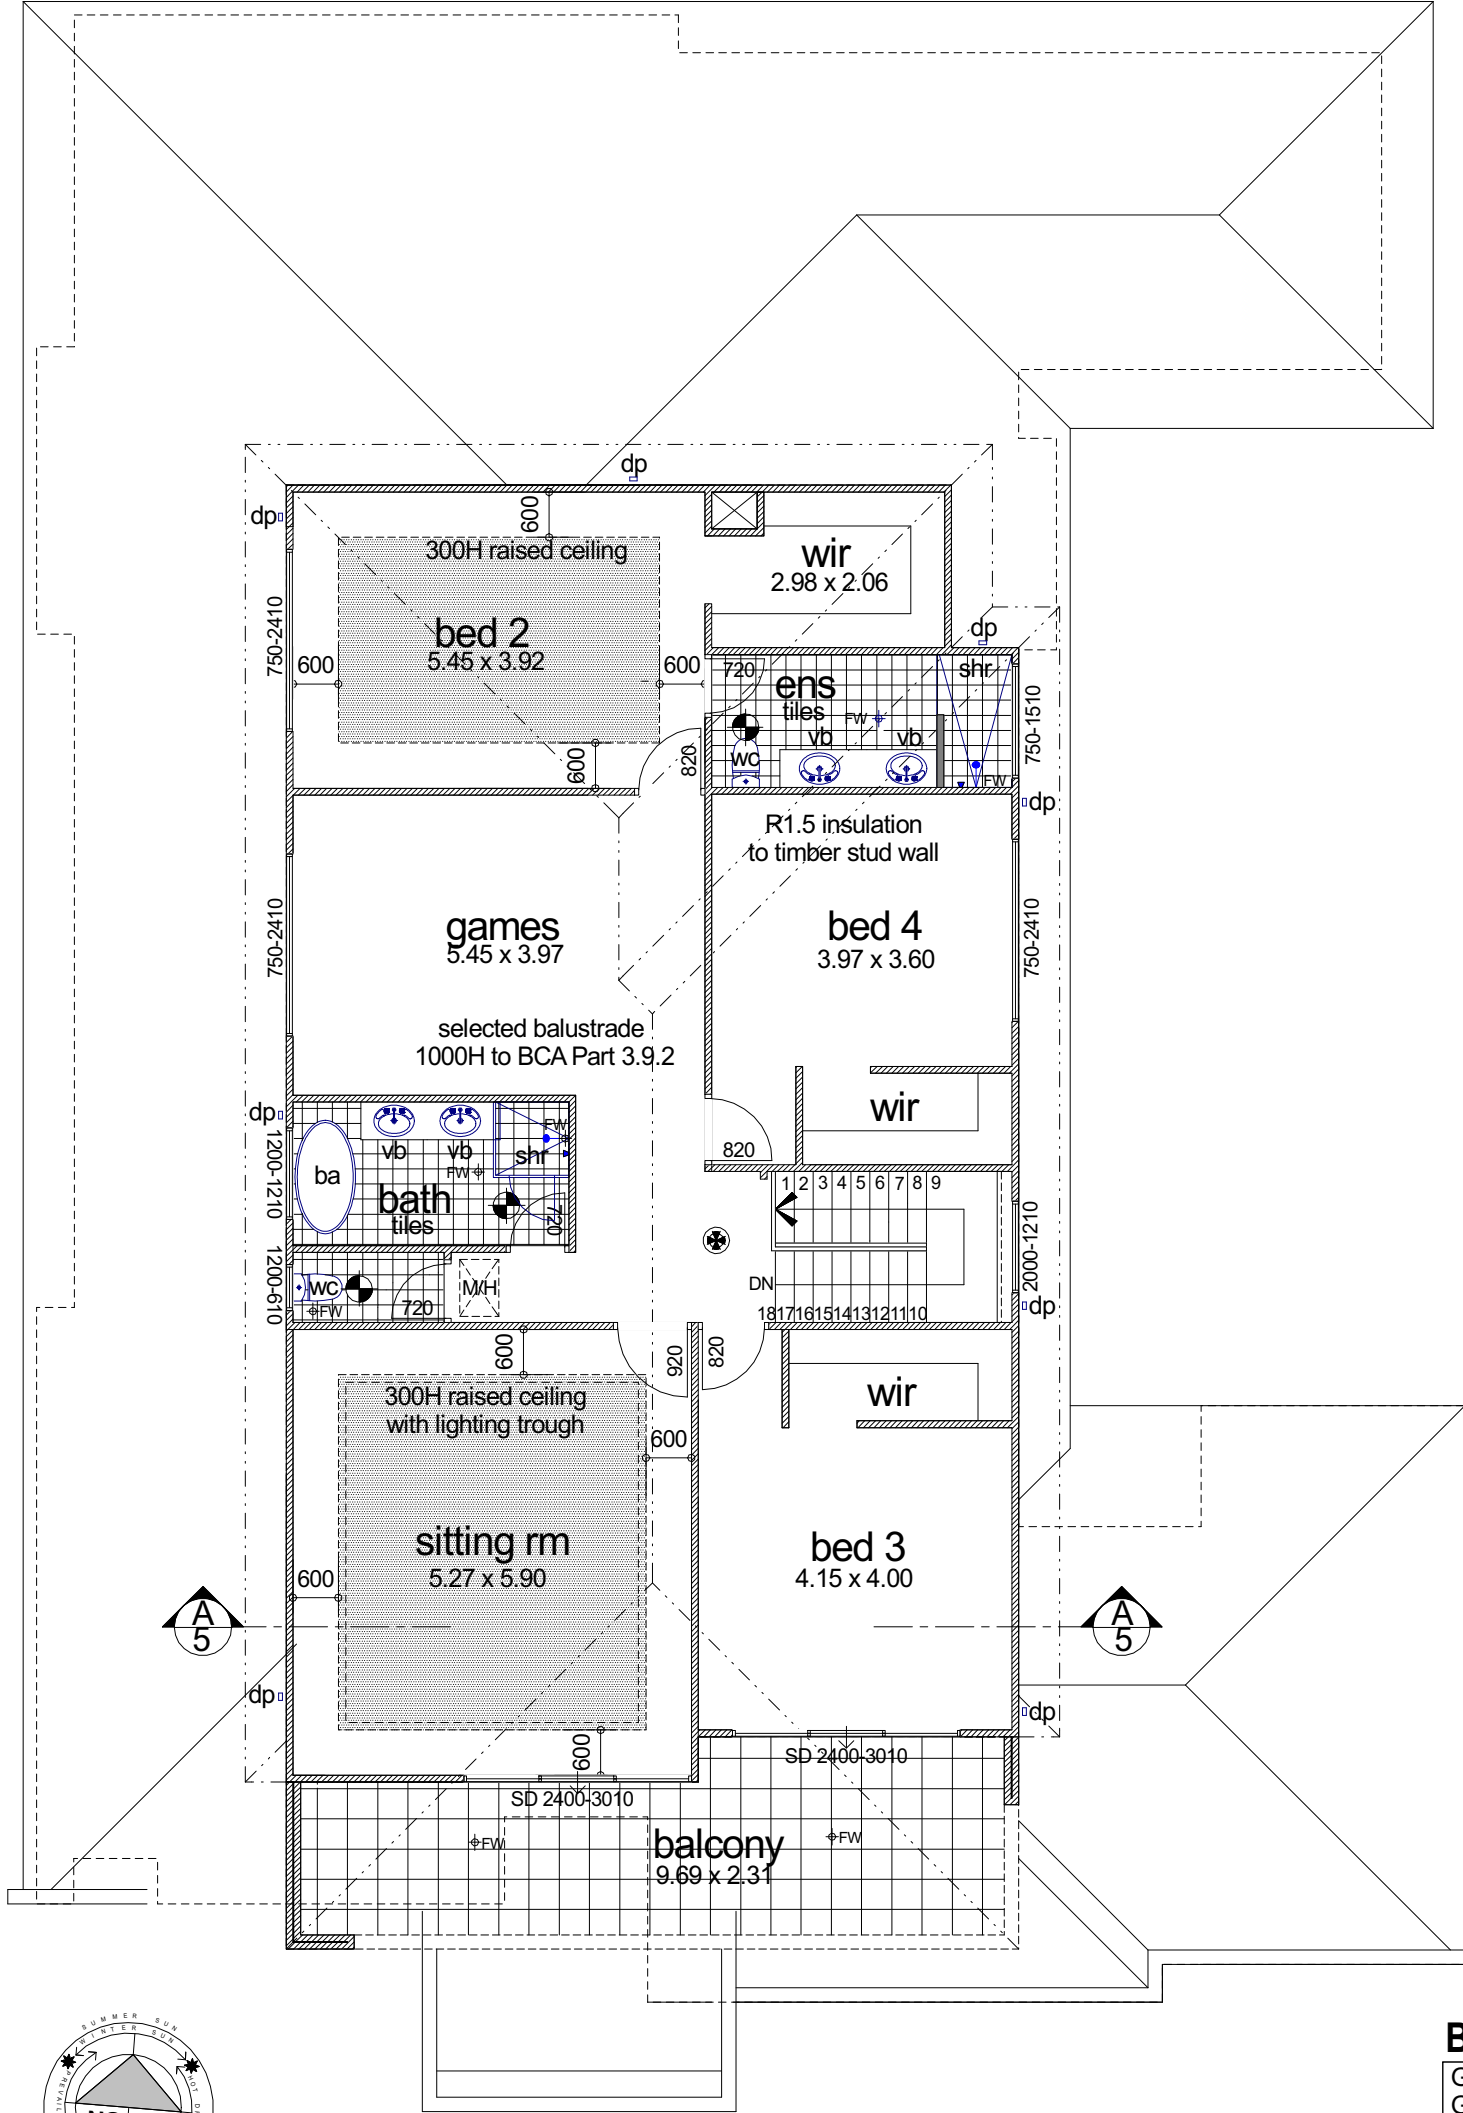 dp
dp
600
300H raised ceiling
wir
2.98 x 2.06
750-2410
bed 2
5.45 x 3.92
600
600
dp
720
ens
tiles
shr
FW
vb
vb
750-1510
wc
FW
600
820
dp
R1.5 insulation
to timber stud wall
games
5.45 x 3.97
bed 4
3.97 x 3.60
750-2410
750-2410
selected balustrade
1000H to BCA Part 3.9.2
wir
dp
1200-1210
ba
vb
vb
FW
FW
shr
bath
tiles
720
820
1 2 3 4 5 6 7 8 9
2000-1210
DN
18 17 16 15 14 13 12 11 10
dp
1200-610
wc
FW
720
M/H
600
920
820
300H raised ceiling
with lighting trough
wir
600
sitting rm
5.27 x 5.90
bed 3
4.15 x 4.00
600
A
5
A
5
dp
dp
600
SD 2400-3010
SD 2400-3010
FW
balcony
9.69 x 2.31
FW
SUMMER SUN
WINTER SUN
B
G
G